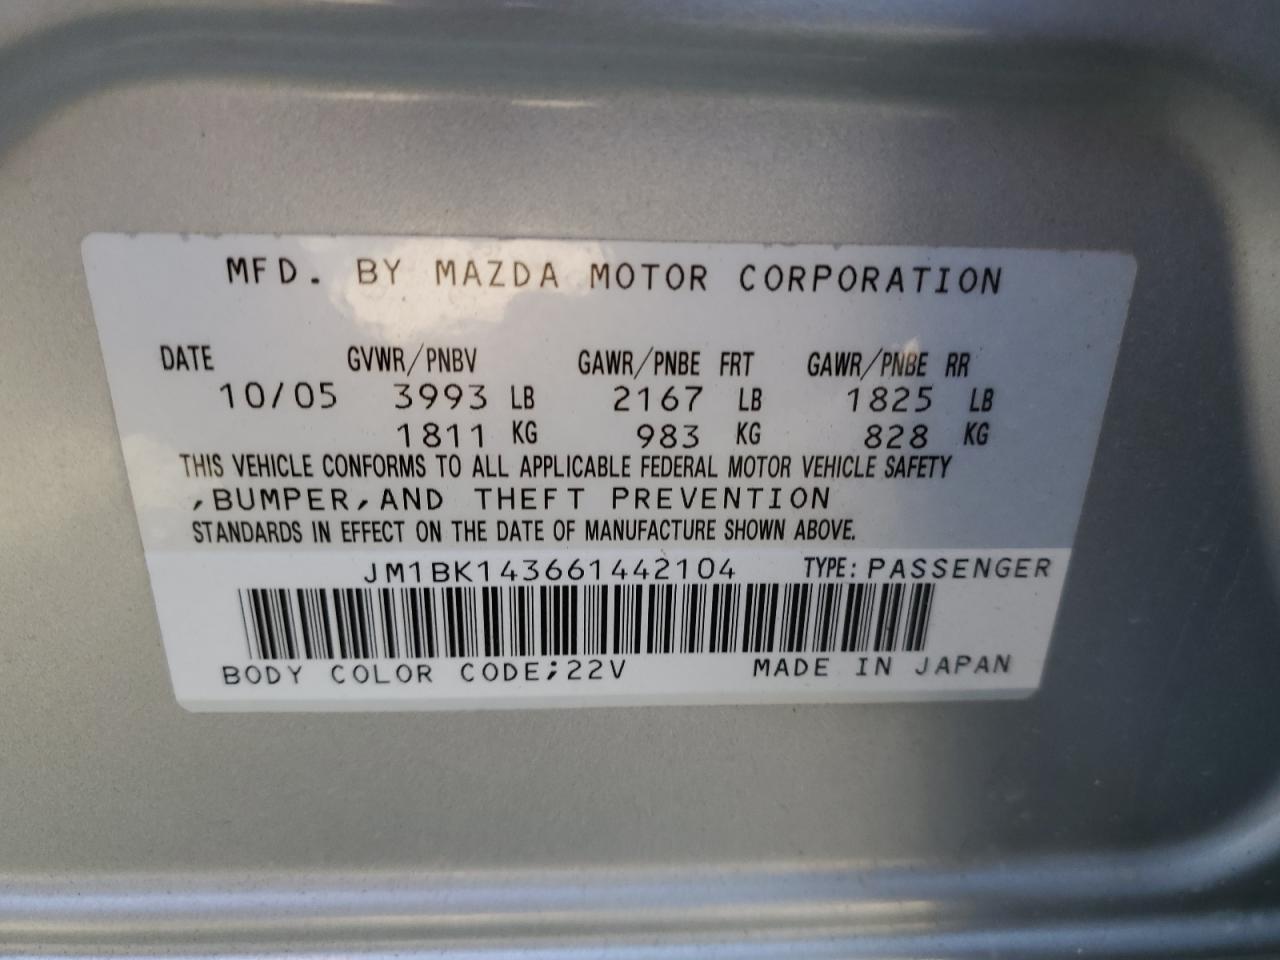 MFD. BY MAZDA MOTOR CORPORATION
DATE GVWR/PNBV GAWR/PNBE FRT GAWR/PNBE RR
10/05 3993 LB 2167 LB 1825 LB
1811 KG 983 KG 828 KG
THIS VEHICLE CONFORMS TO ALL APPLICABLE FEDERAL MOTOR VEHICLE SAFETY
,BUMPER,AND THEFT PREVENTION
STANDARDS IN EFFECT ON THE DATE OF MANUFACTURE SHOWN ABOVE.
JM1BK143661442104 TYPE: PASSENGER
BODY COLOR CODE;22V MADE IN JAPAN